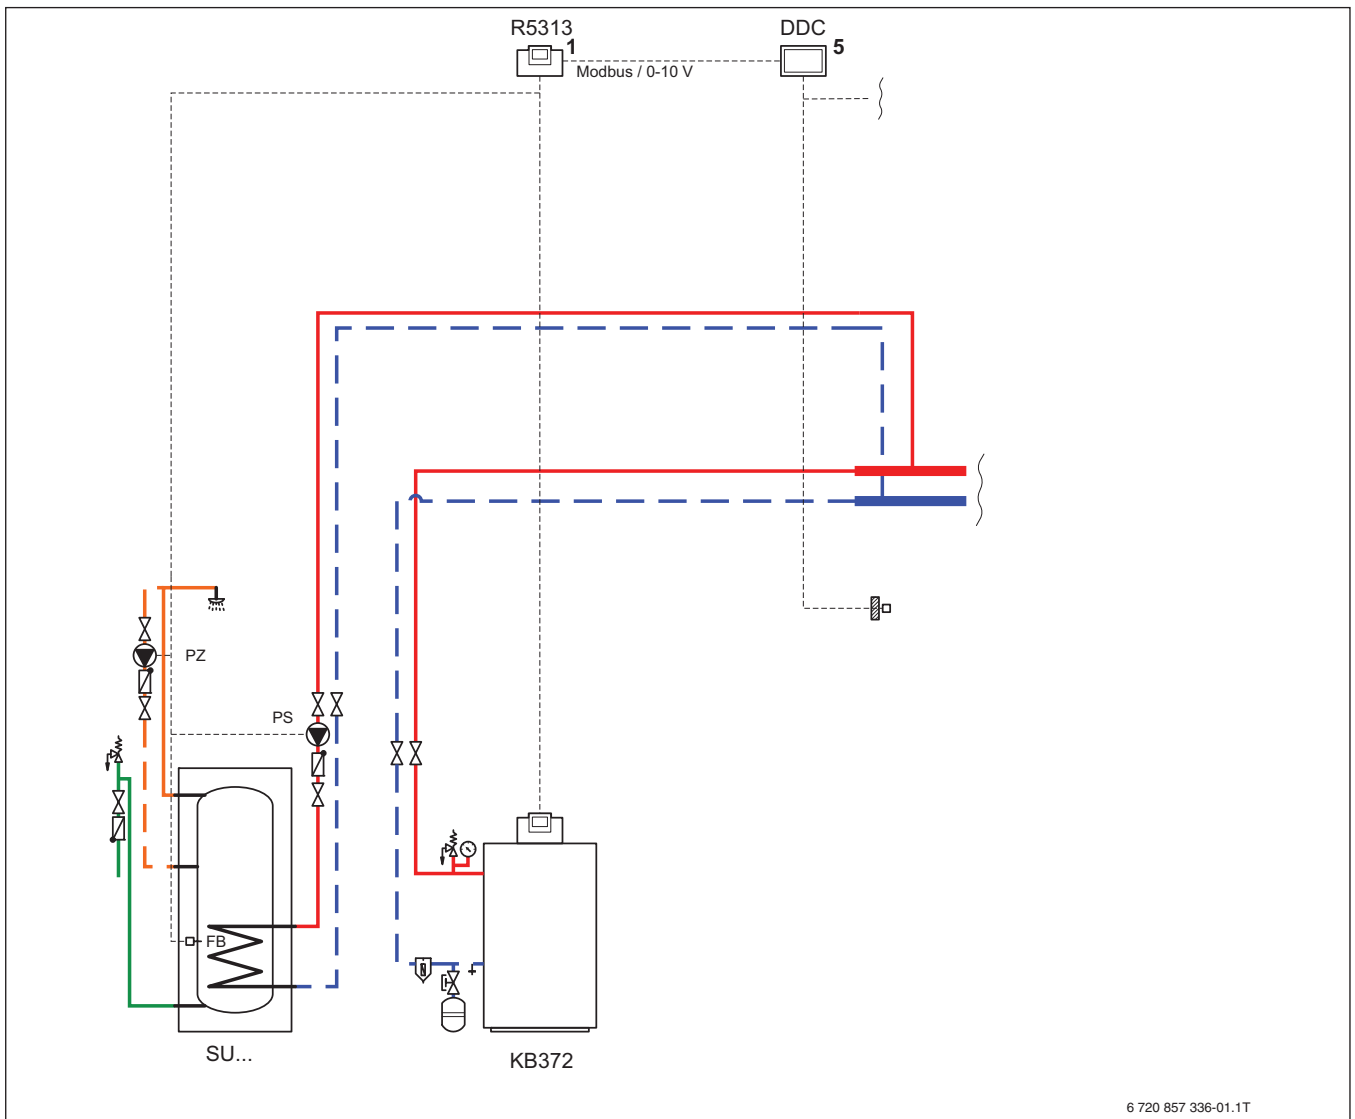 R5313
1
DDC
5
Modbus / 0-10 V
PZ
PS
FB
SU...
KB372
6 720 857 336-01.1T